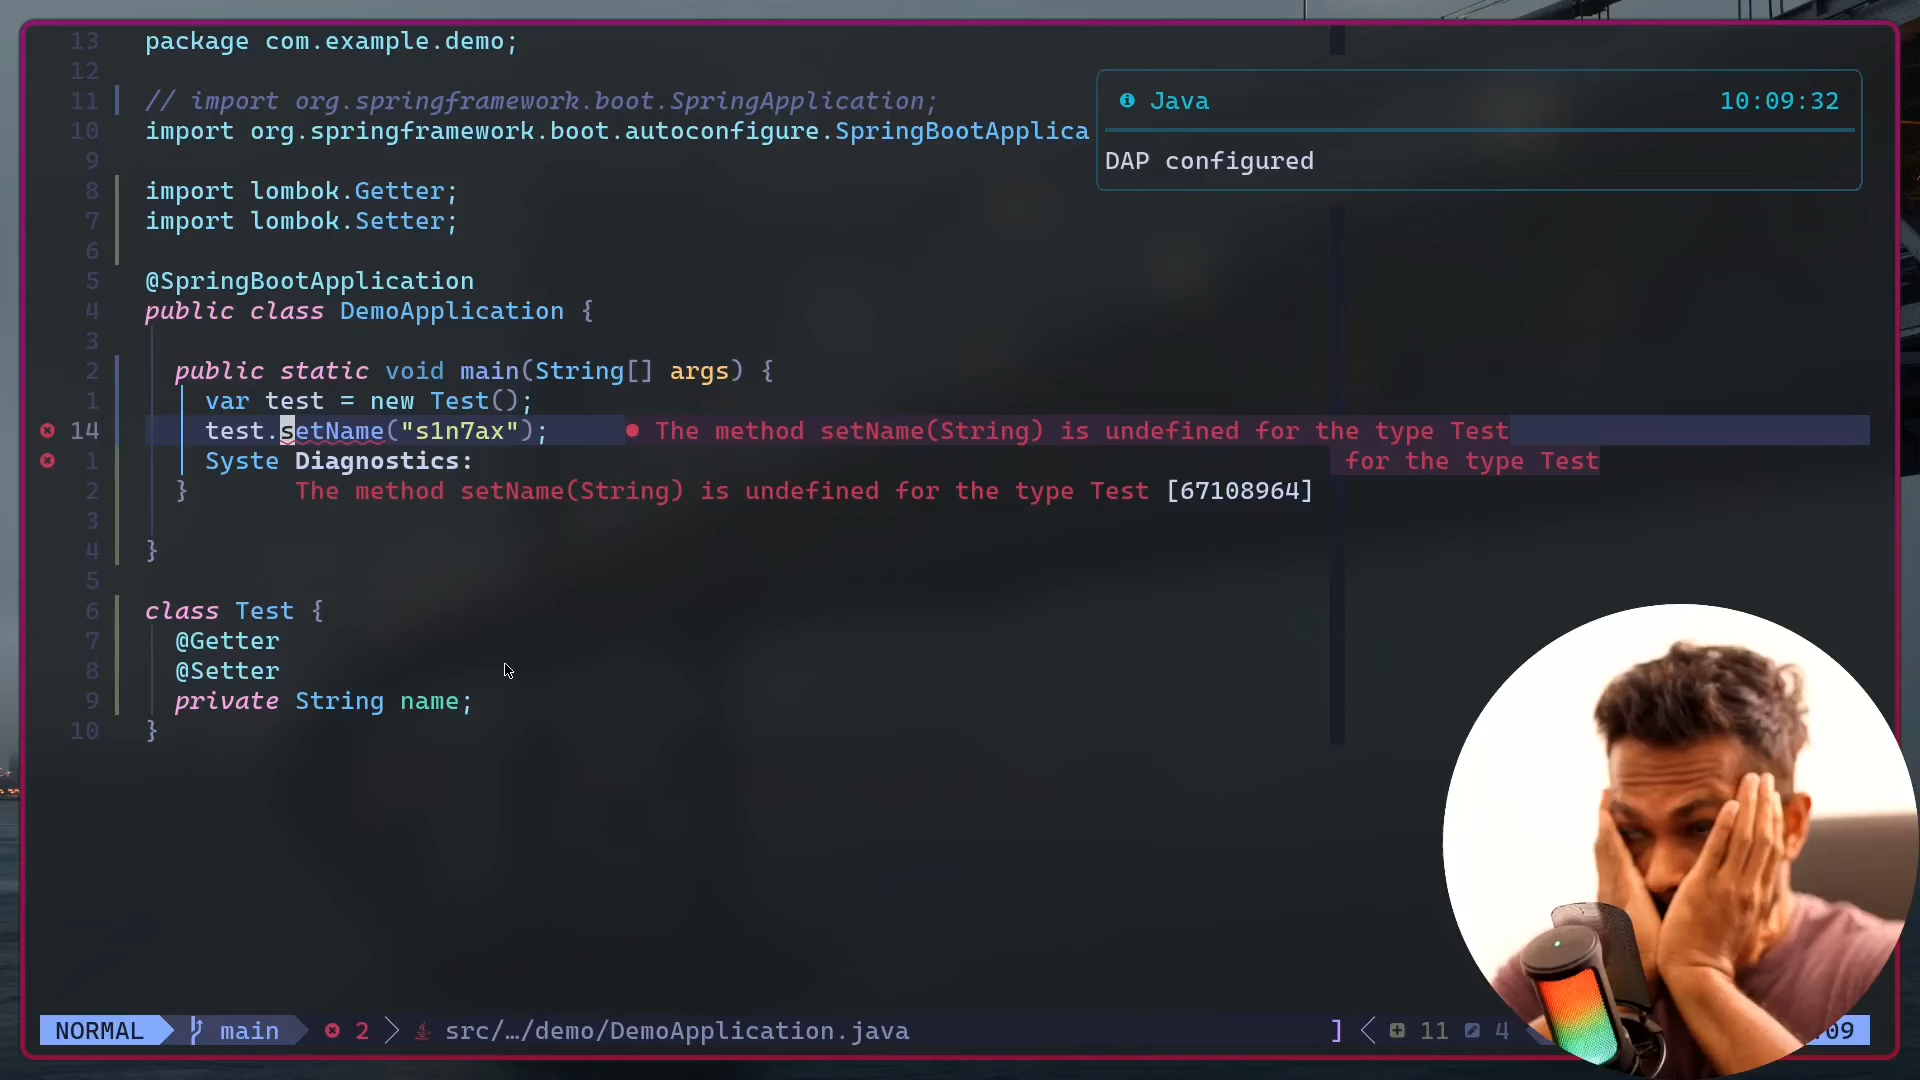 13 package com.example.demo;
12
11 // import org.springframework.boot.SpringApplication;
10 import org.springframework.boot.autoconfigure.SpringBootApplica
9
8 import lombok.Getter;
7 import lombok.Setter;
6
5 @SpringBootApplication
4 public class DemoApplication {
3
2 public static void main(String[] args) {
1 var test = new Test();
14 test.setName("s1n7ax"); The method setName(String) is undefined for the type Test
1 Syste Diagnostics: for the type Test
2 } The method setName(String) is undefined for the type Test [67108964]
3
4 }
5
6 class Test {
7 @Getter
8 @Setter
9 private String name;
10 }
Java 10:09:32
DAP configured
NORMAL main 2 src/…/demo/DemoApplication.java ] 11 4 09